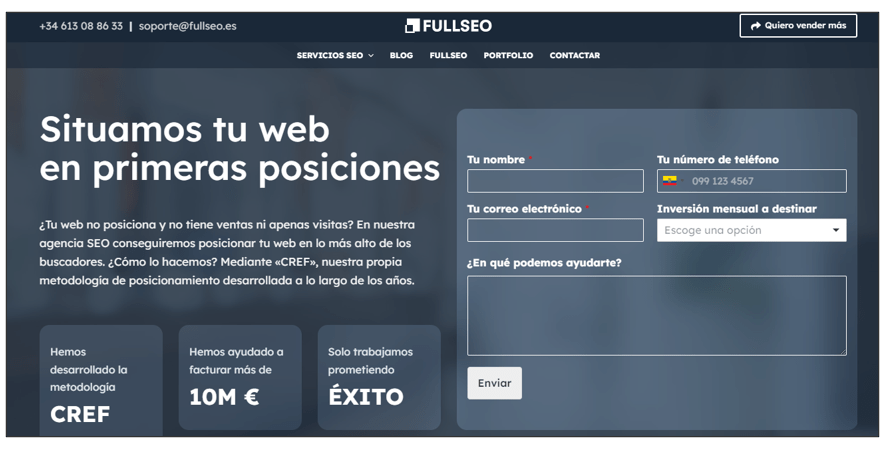 +34 613 08 86 33 | soporte@fullseo.es
FULLSEO
Quiero vender más
SERVICIOS SEO
BLOG
FULLSEO
PORTFOLIO
CONTACTAR
Situamos tu web
en primeras posiciones
¿Tu web no posiciona y no tiene ventas ni apenas visitas? En nuestra
agencia SEO conseguiremos posicionar tu web en lo más alto de los
buscadores. ¿Cómo lo hacemos? Mediante «CREF», nuestra propia
metodología de posicionamiento desarrollada a lo largo de los años.
Hemos
desarrollado la
metodología
CREF
Hemos ayudado a
facturar más de
10M €
Solo trabajamos
prometiendo
ÉXITO
Tu nombre *
Tu número de teléfono
099 123 4567
Tu correo electrónico *
Inversión mensual a destinar
Escoge una opción
¿En qué podemos ayudarte?
Enviar